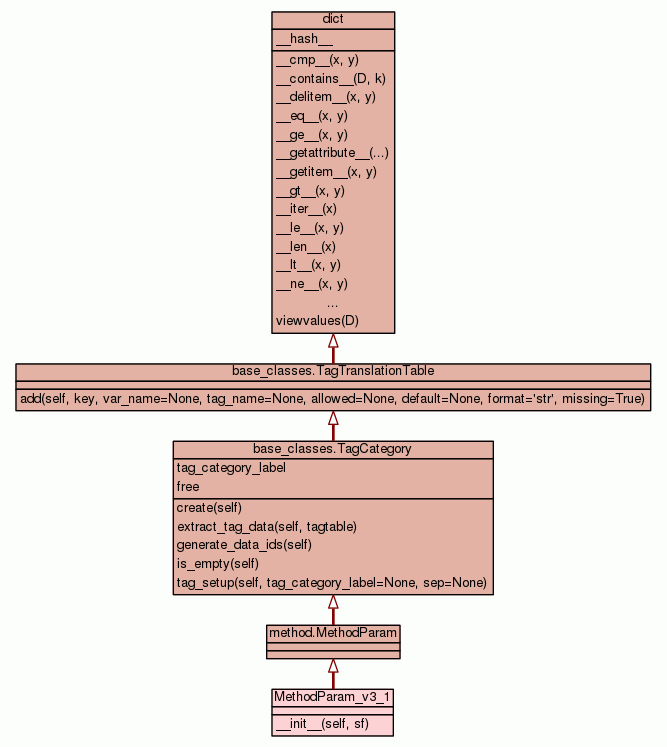 dict
__hash__
__cmp__(x, y)
__contains__(D, k)
__delitem__(x, y)
__eq__(x, y)
__ge__(x, y)
__getattribute__(...)
__getitem__(x, y)
__gt__(x, y)
__iter__(x)
__le__(x, y)
__len__(x)
__lt__(x, y)
__ne__(x, y)
...
viewvalues(D)
base_classes.TagTranslationTable
add(self, key, var_name=None, tag_name=None, allowed=None, default=None, format='str', missing=True)
base_classes.TagCategory
tag_category_label
free
create(self)
extract_tag_data(self, tagtable)
generate_data_ids(self)
is_empty(self)
tag_setup(self, tag_category_label=None, sep=None)
method.MethodParam
MethodParam_v3_1
__init__(self, sf)